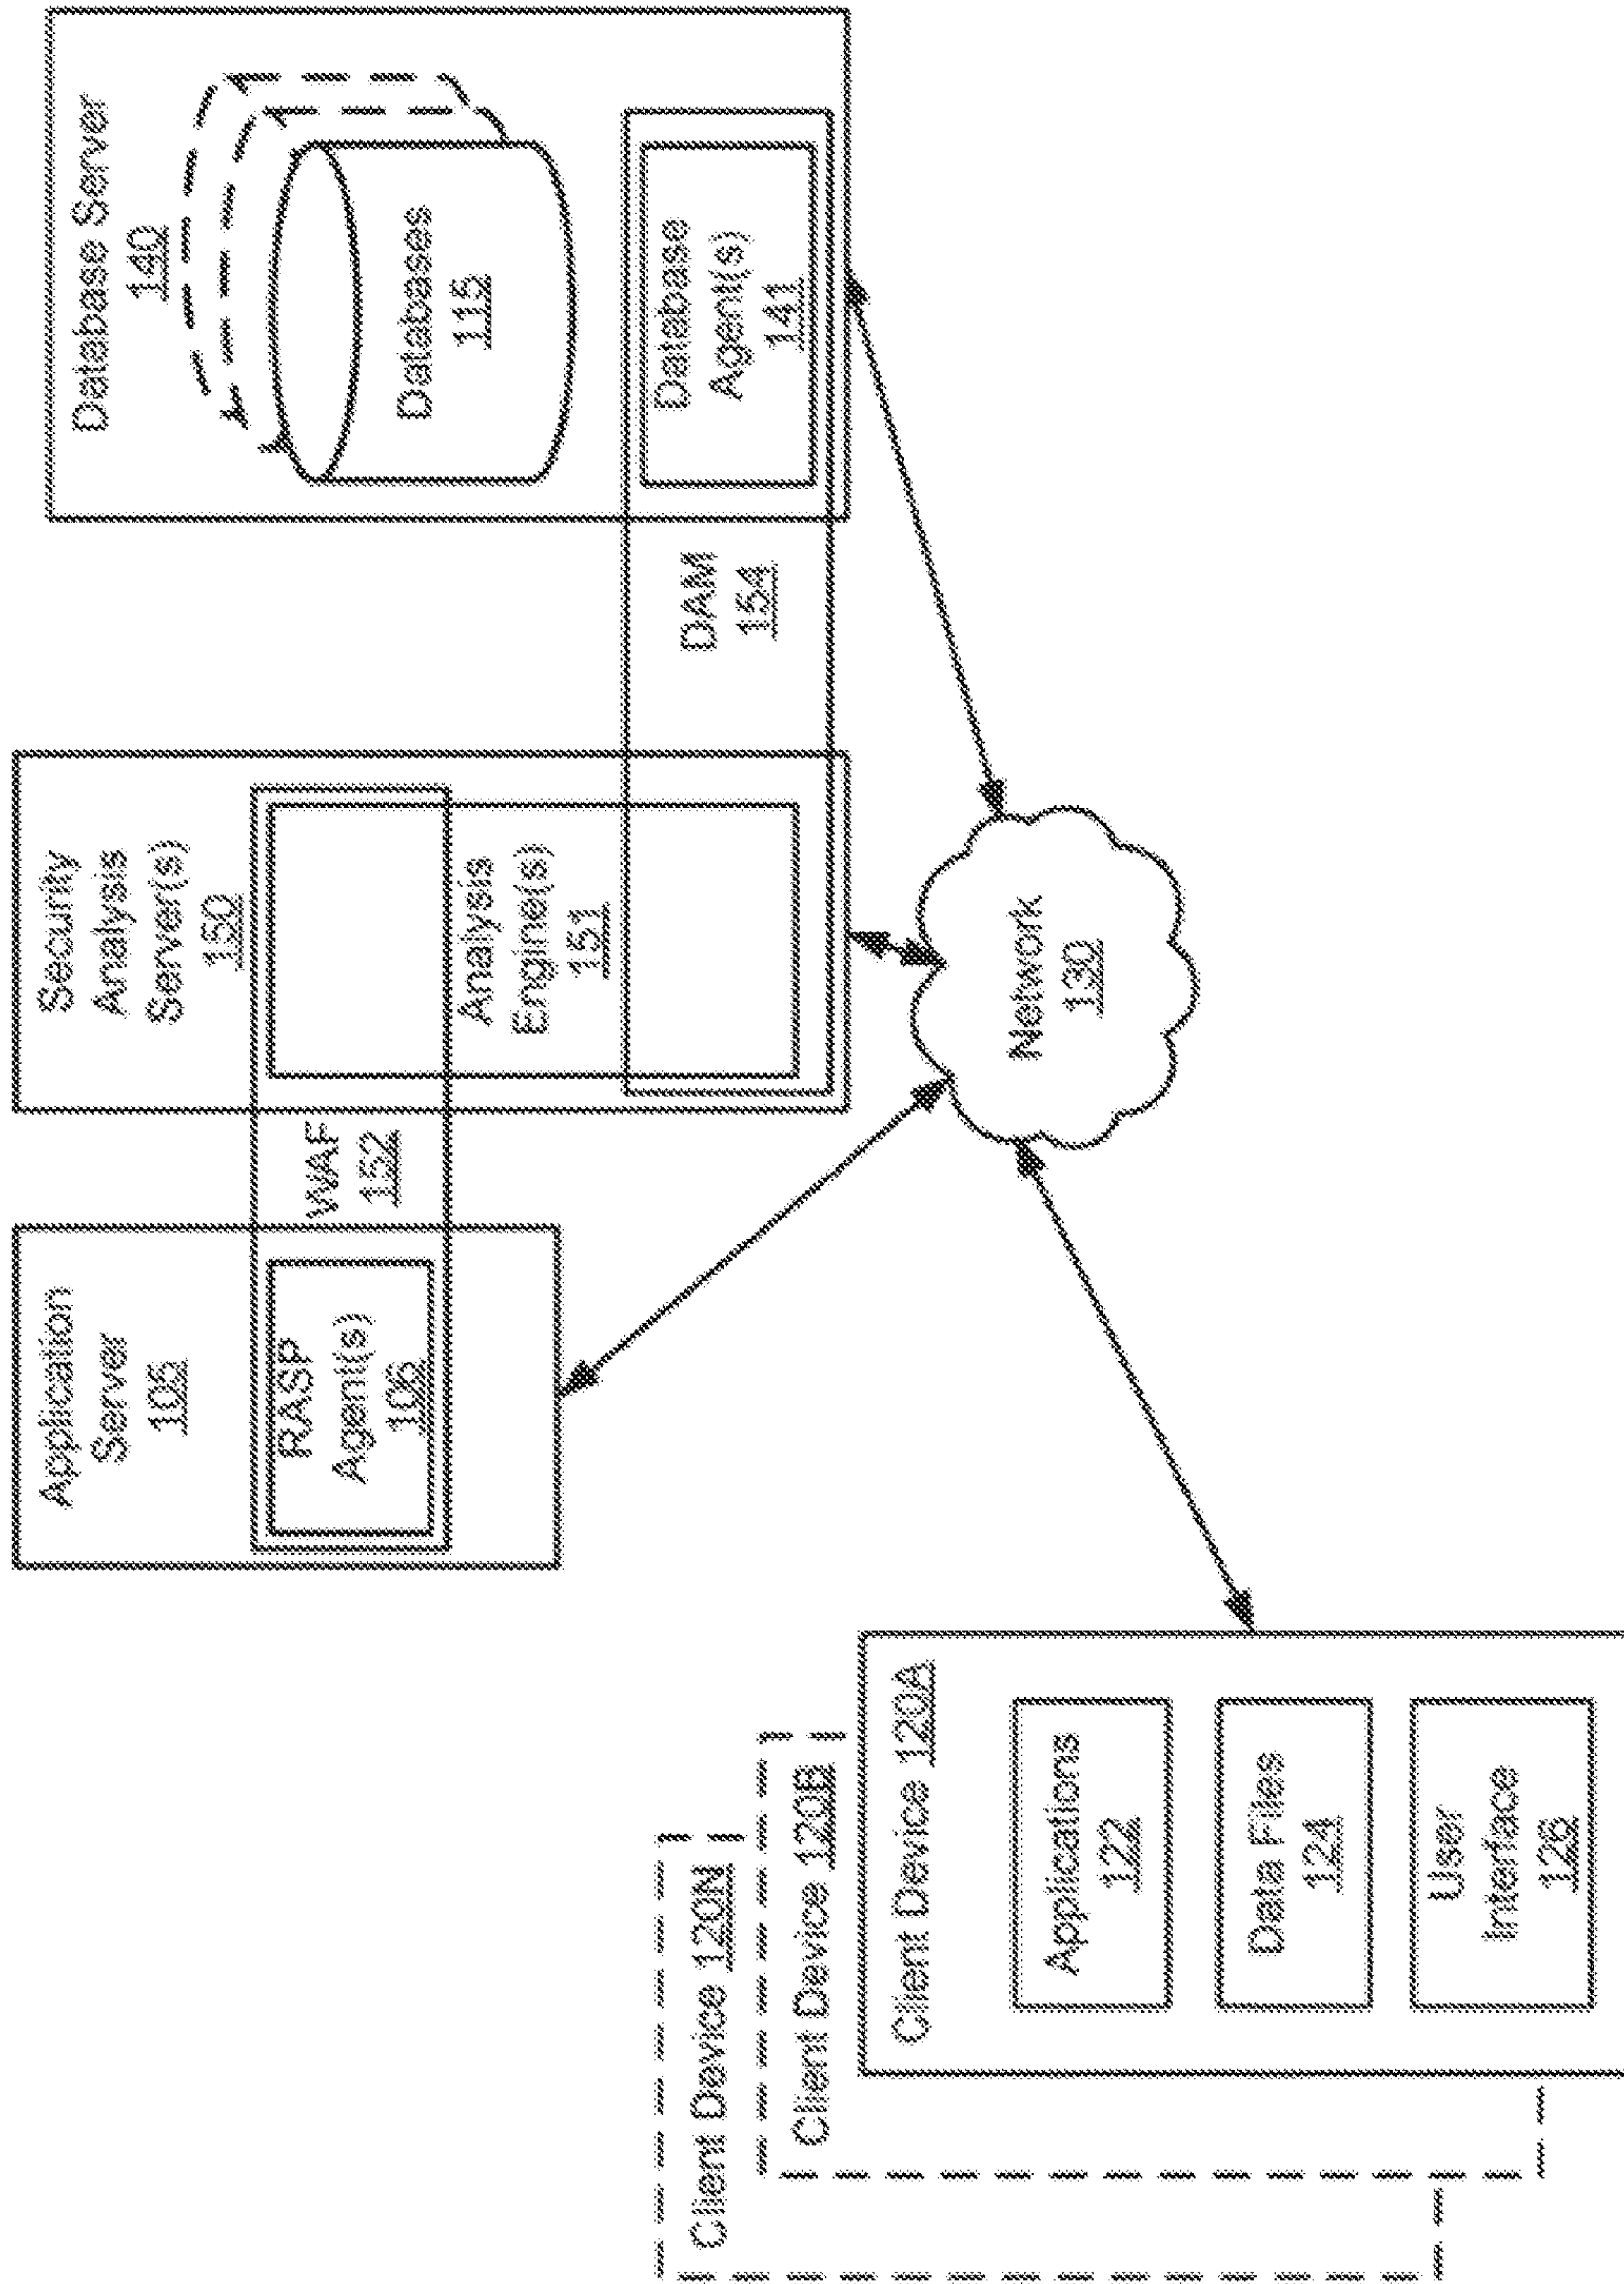 Application
Server
105
RASP
Agent(s)
106
WAF
152
Security
Analysis
Server(s)
150
Analysis
Engine(s)
151
DAM
154
Database Server
140
Databases
115
Database
Agent(s)
141
Network
130
Client Device 120N
Client Device 120B
Client Device 120A
Applications
122
Data Files
124
User
Interface
126